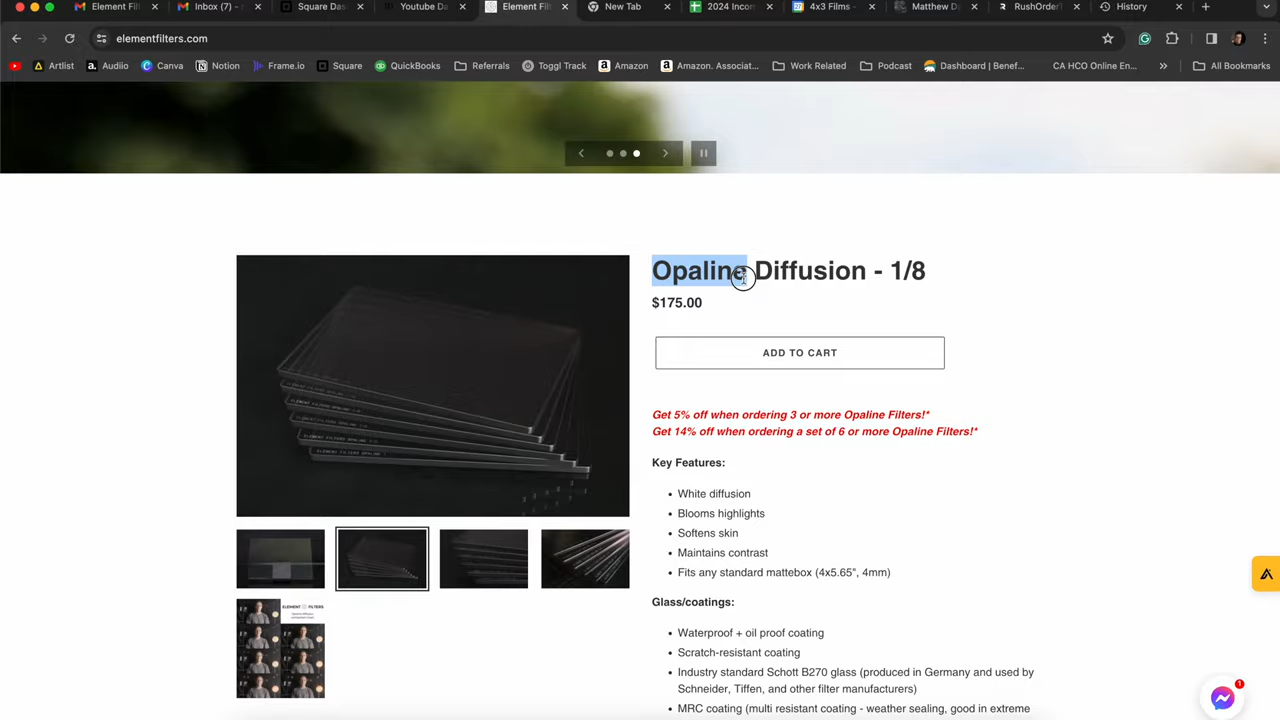 Element Filt
Inbox (7) -
Square Das
Youtube Da
Element Filt
New Tab
2024 Incom
4x3 Films -
Matthew D
RushOrderT
History
elementfilters.com
Artlist
Audiio
Canva
Notion
Frame.io
Square
QuickBooks
Referrals
Toggl Track
Amazon
Amazon. Associat...
Work Related
Podcast
Dashboard | Benef...
CA HCO Online En...
All Bookmarks
Opaline Diffusion - 1/8
$175.00
ADD TO CART
Get 5% off when ordering 3 or more Opaline Filters!*
Get 14% off when ordering a set of 6 or more Opaline Filters!*
Key Features:
White diffusion
Blooms highlights
Softens skin
Maintains contrast
Fits any standard mattebox (4x5.65", 4mm)
Glass/coatings:
Waterproof + oil proof coating
Scratch-resistant coating
Industry standard Schott B270 glass (produced in Germany and used by
Schneider, Tiffen, and other filter manufacturers)
MRC coating (multi resistant coating - weather sealing, good in extreme
ELEMENT FILTERS
1